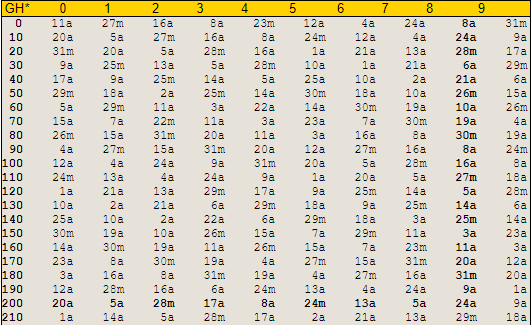 GH* 0 1 2 3 4 5 6 7 8 9
0 11a 27m 16a 8a 23m 12a 4a 24a 8a 31m
10 20a 5a 27m 16a 8a 24m 12a 4a 24a 9a
20 31m 20a 5a 28m 16a 1a 21a 13a 28m 17a
30 9a 25m 13a 5a 28m 10a 1a 21a 6a 29m
40 17a 9a 25m 14a 5a 25a 10a 2a 21a 6a
50 29m 18a 2a 25m 14a 30m 18a 10a 26m 15a
60 5a 29m 11a 3a 22a 14a 30m 19a 10a 26m
70 15a 7a 22m 11a 3a 23a 7a 30m 19a 4a
80 26m 15a 31m 20a 11a 3a 16a 8a 30m 19a
90 4a 27m 15a 31m 20a 12a 27m 16a 8a 24m
100 12a 4a 24a 9a 31m 20a 5a 28m 16a 8a
110 24m 13a 4a 24a 9a 1a 20a 5a 27m 18a
120 1a 21a 13a 29m 17a 9a 25m 14a 5a 28m
130 10a 2a 21a 6a 29m 18a 9a 25m 14a 6a
140 25a 10a 2a 22a 6a 29m 18a 3a 25m 14a
150 30m 19a 10a 26m 15a 7a 29m 11a 3a 23a
160 14a 30m 19a 11a 26m 15a 7a 23m 11a 3a
170 23a 8a 30m 19a 4a 27m 15a 31m 20a 12a
180 3a 16a 8a 31m 19a 4a 27m 16a 31m 20a
190 12a 28m 16a 6a 24m 13a 4a 24a 9a 1a
200 20a 5a 28m 17a 8a 24m 13a 5a 24a 9a
210 1a 14a 5a 28m 17a 2a 21a 13a 29m 18a